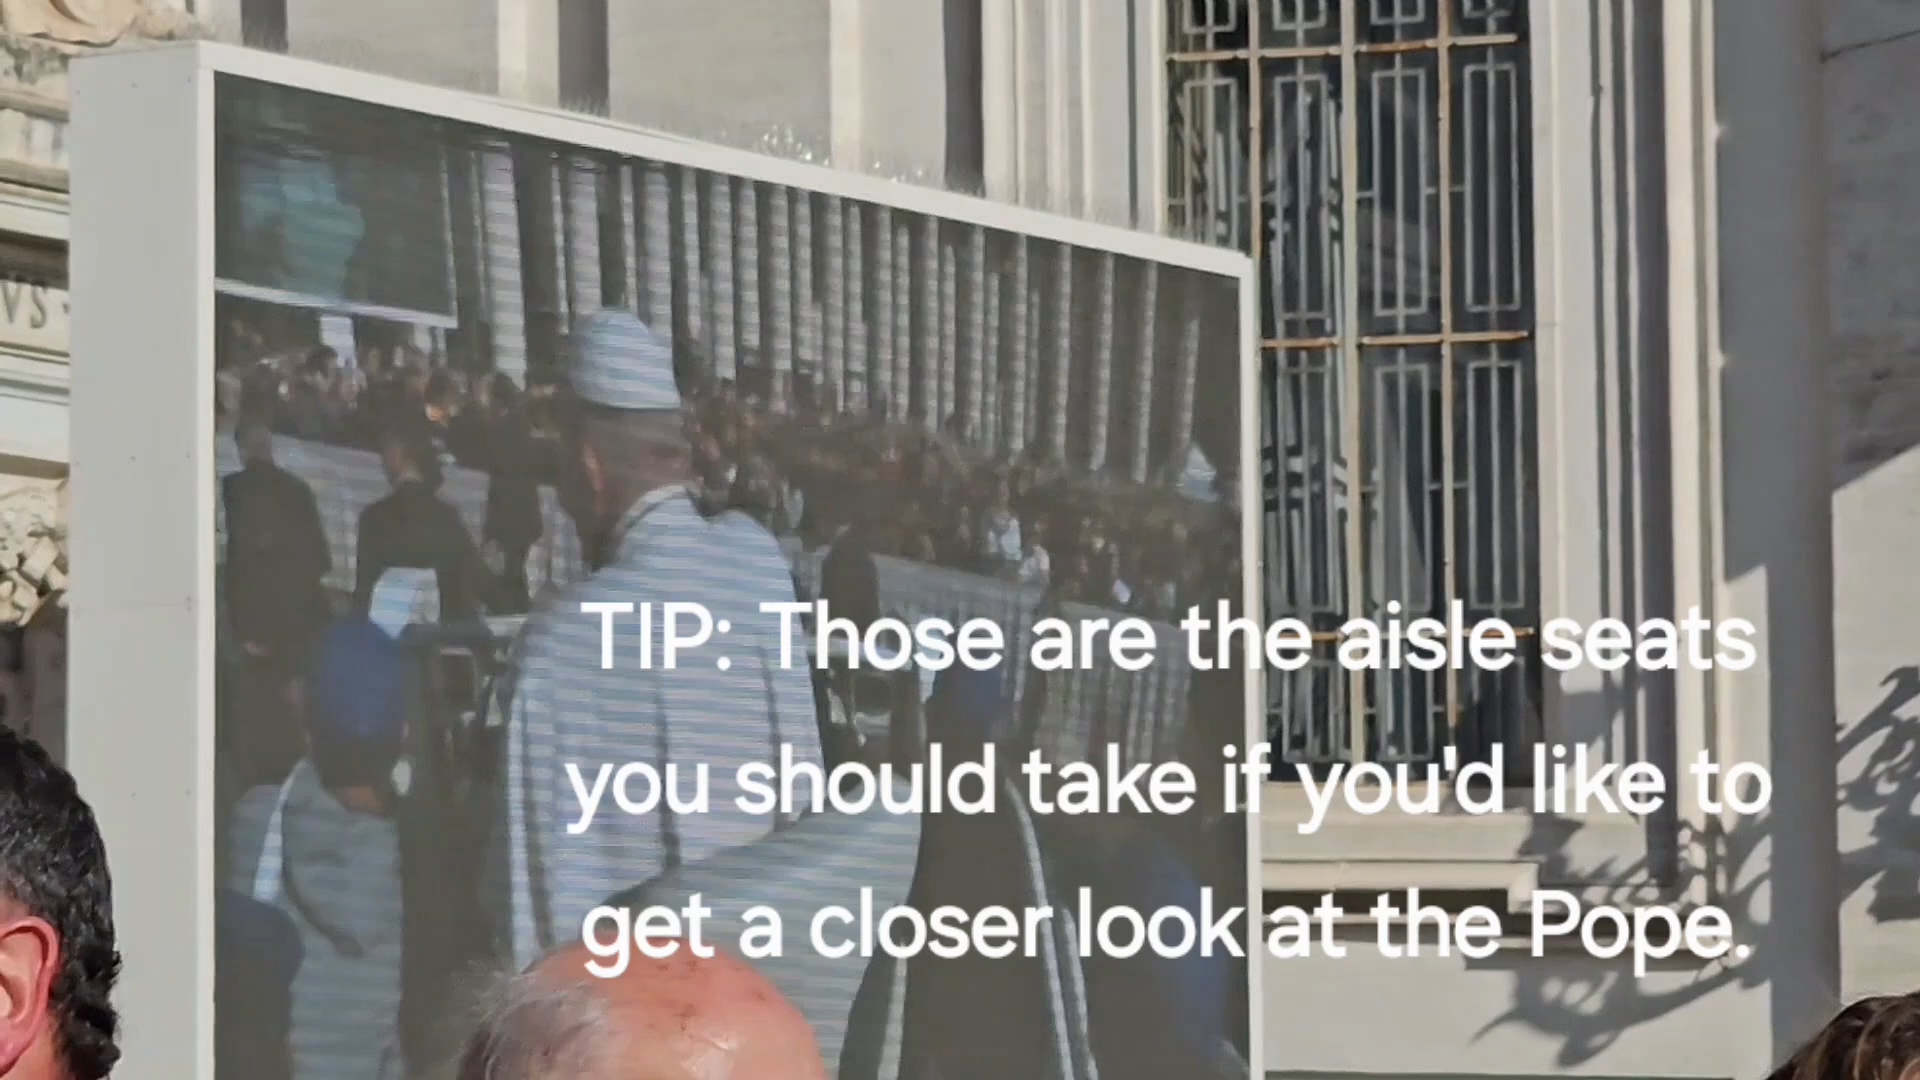 VS
TIP: Those are the aisle seats
you should take if you'd like to
get a closer look at the Pope.